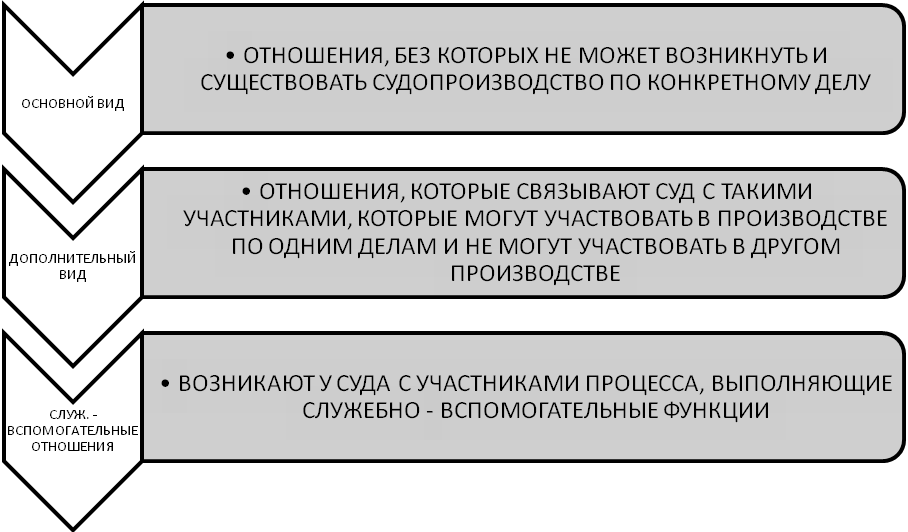 ОСНОВНОЙ ВИД
• ОТНОШЕНИЯ, БЕЗ КОТОРЫХ НЕ МОЖЕТ ВОЗНИКНУТЬ И
СУЩЕСТВОВАТЬ СУДОПРОИЗВОДСТВО ПО КОНКРЕТНОМУ ДЕЛУ
ДОПОЛНИТЕЛЬНЫЙ
ВИД
• ОТНОШЕНИЯ, КОТОРЫЕ СВЯЗЫВАЮТ СУД С ТАКИМИ
УЧАСТНИКАМИ, КОТОРЫЕ МОГУТ УЧАСТВОВАТЬ В ПРОИЗВОДСТВЕ
ПО ОДНИМ ДЕЛАМ И НЕ МОГУТ УЧАСТВОВАТЬ В ДРУГОМ
ПРОИЗВОДСТВЕ
СЛУЖ. -
ВСПОМОГАТЕЛЬНЫЕ
ОТНОШЕНИЯ
• ВОЗНИКАЮТ У СУДА С УЧАСТНИКАМИ ПРОЦЕССА, ВЫПОЛНЯЮЩИЕ
СЛУЖЕБНО - ВСПОМОГАТЕЛЬНЫЕ ФУНКЦИИ